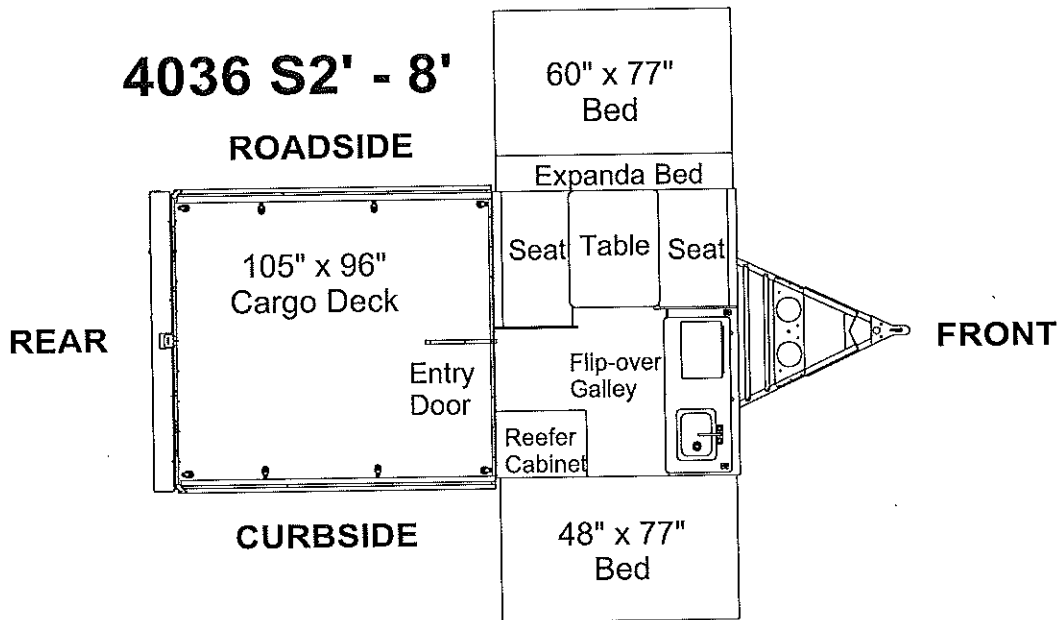 4036 S2' - 8'
60" x 77"
Bed
ROADSIDE
Expanda Bed
Seat
Table
Seat
105" x 96"
Cargo Deck
REAR
FRONT
Entry
Door
Flip-over
Galley
Reefer
Cabinet
CURBSIDE
48" x 77"
Bed